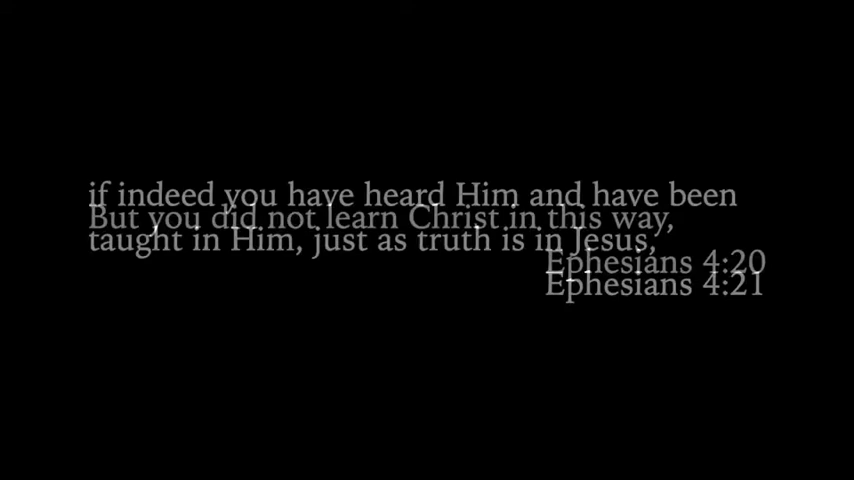 if indeed you have heard Him and have been
But you did not learn Christ in this way,
taught in Him, just as truth is in Jesus,
Ephesians 4:20
Ephesians 4:21